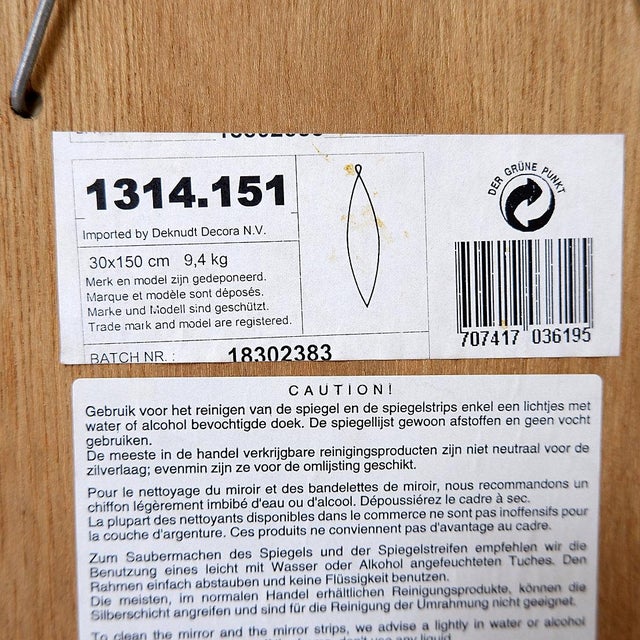 1314.151
Imported by Deknudt Decora N.V.
30x150 cm 9,4 kg
Merk en model zijn gedeponeerd.
Marque et modèle sont déposés.
Marke und Modell sind geschützt.
Trade mark and model are registered.
BATCH NR. : 18302383
DER GRÜNE PUNKT
707417 036195
CAUTION!
Gebruik voor het reinigen van de spiegel en de spiegelstrips enkel een lichtjes met
water of alcohol bevochtigde doek. De spiegellijst gewoon afstoffen en geen vocht
gebruiken.
De meeste in de handel verkrijgbare reinigingsproducten zijn niet neutraal voor de
zilverlaag; evenmin zijn ze voor de omlijsting geschikt.
Pour le nettoyage du miroir et des bandelettes de miroir, nous recommandons un
chiffon légèrement imbibé d'eau ou d'alcool. Dépoussiérez le cadre à sec.
La plupart des nettoyants disponibles dans le commerce ne sont pas inoffensifs pour
la couche d'argenture. Ces produits ne conviennent pas d'avantage au cadre.
Zum Saubermachen des Spiegels und der Spiegelstreifen empfehlen wir die
Benutzung eines leicht mit Wasser oder Alkohol angefeuchteten Tuches. Den
Rahmen einfach abstauben und keine Flüssigkeit benutzen.
Die meisten, im normalen Handel erhältlichen Reinigungsprodukte, können die
Silberschicht angreifen und sind für die Reinigung der Umrahmung nicht geeignet.
To clean the mirror and the mirror strips, we advise a lightly in water or alcohol